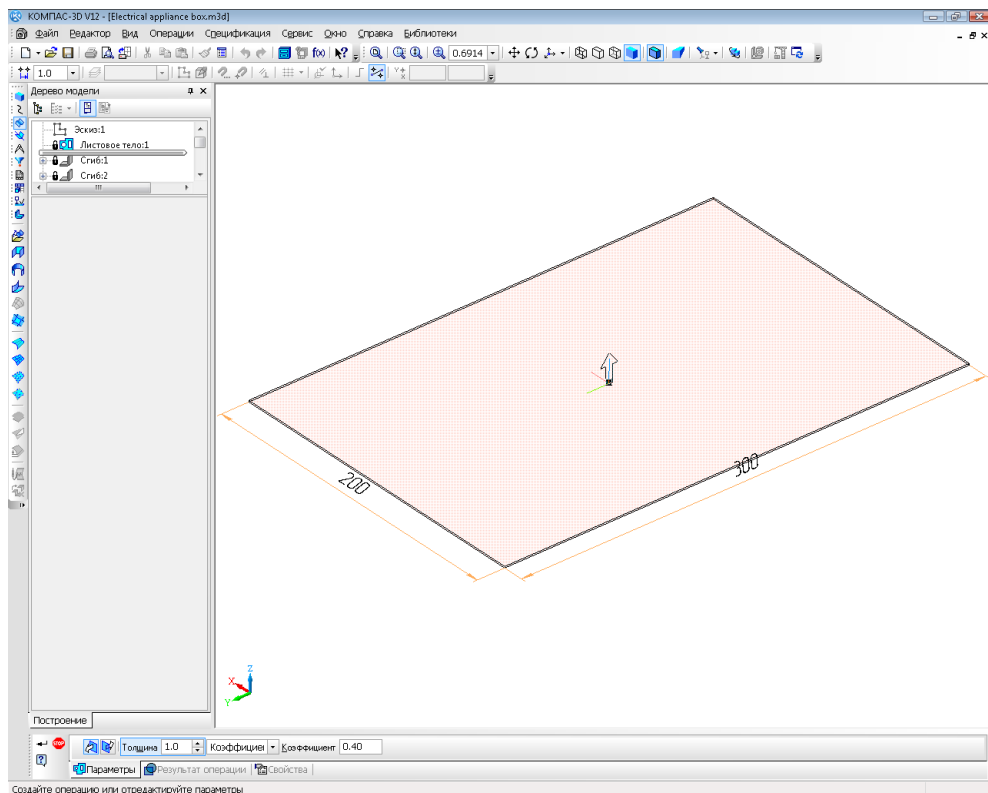 КОМПАС-3D V12 - [Electrical appliance box.m3d]
Файл Редактор Вид Операции Спецификация Сервис Окно Справка Библиотеки
0.6914
1.0
Дерево модели
Эскиз:1
Листовое тело:1
Сгиб:1
Сгиб:2
200
300
Z
X
Y
Построение
STOP Толщина 1.0 Коэффициен Коэффициент 0.40
Параметры Результат операции Свойства
Создайте операцию или отредактируйте параметры